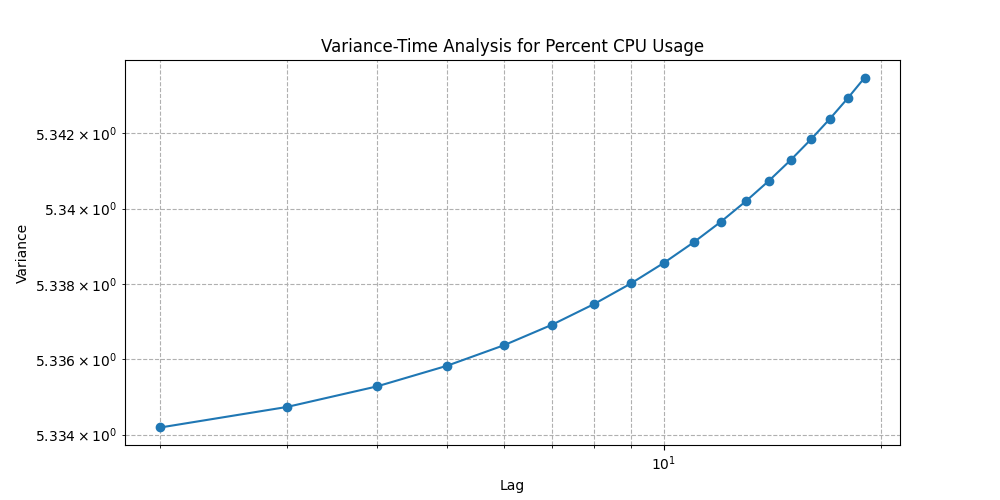 Variance-Time Analysis for Percent CPU Usage
5.342 × 10⁰
5.34 × 10⁰
5.338 × 10⁰
5.336 × 10⁰
5.334 × 10⁰
Variance
10¹
Lag